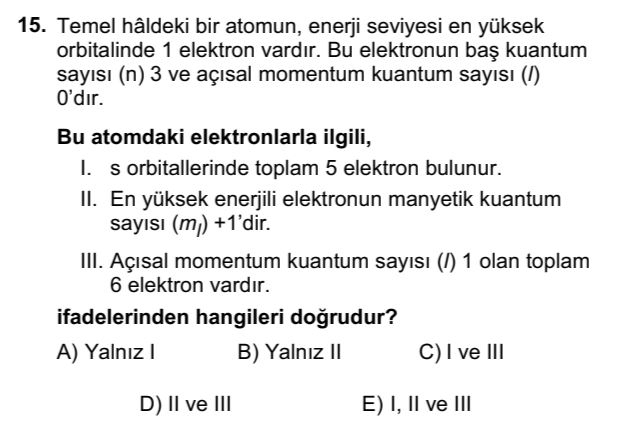 15. Temel hâldeki bir atomun, enerji seviyesi en yüksek
orbitalinde 1 elektron vardır. Bu elektronun baş kuantum
sayısı (n) 3 ve açısal momentum kuantum sayısı (l)
0’dır.
Bu atomdaki elektronlarla ilgili,
I. s orbitallerinde toplam 5 elektron bulunur.
II. En yüksek enerjili elektronun manyetik kuantum
sayısı (mₗ) +1’dir.
III. Açısal momentum kuantum sayısı (l) 1 olan toplam
6 elektron vardır.
ifadelerinden hangileri doğrudur?
A) Yalnız I B) Yalnız II C) I ve III
D) II ve III E) I, II ve III